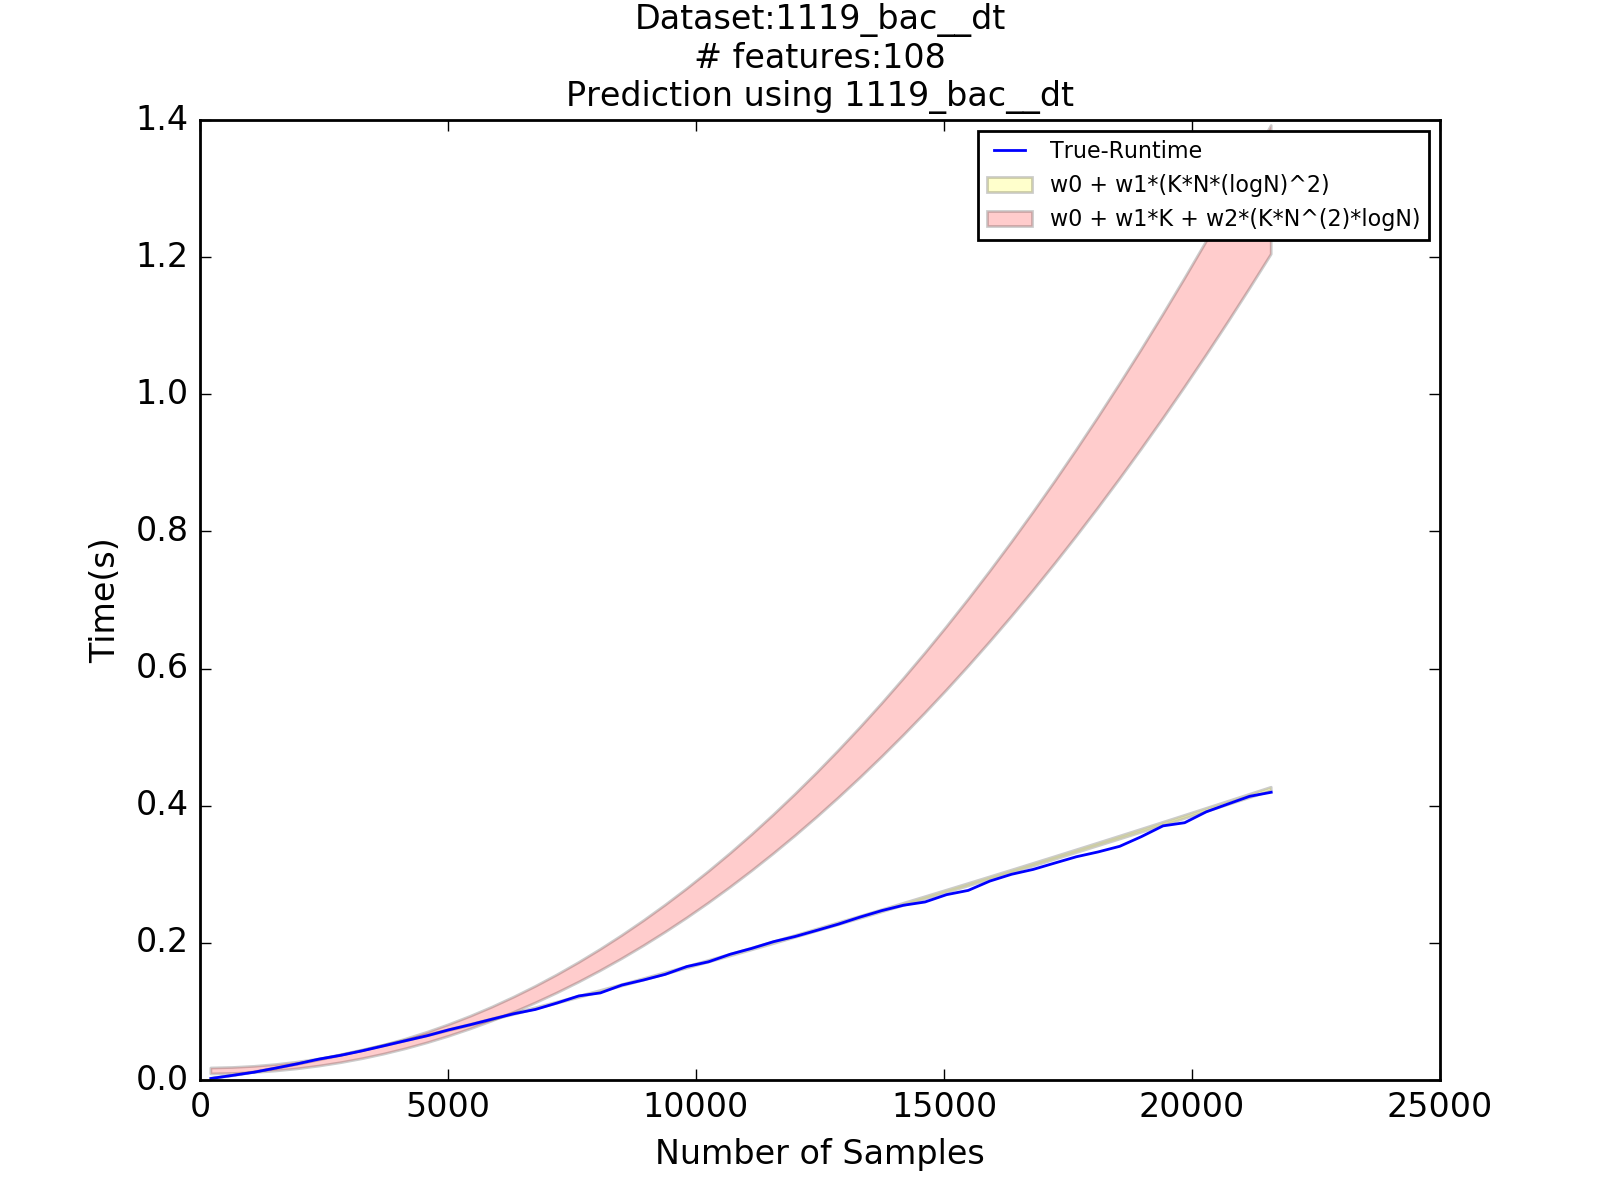 Dataset:1119_bac__dt
# features:108
Prediction using 1119_bac__dt
True-Runtime
w0 + w1*(K*N*(logN)^2)
w0 + w1*K + w2*(K*N^(2)*logN)
1.4
1.2
1.0
0.8
0.6
0.4
0.2
0.0
Time(s)
0 5000 10000 15000 20000 25000
Number of Samples